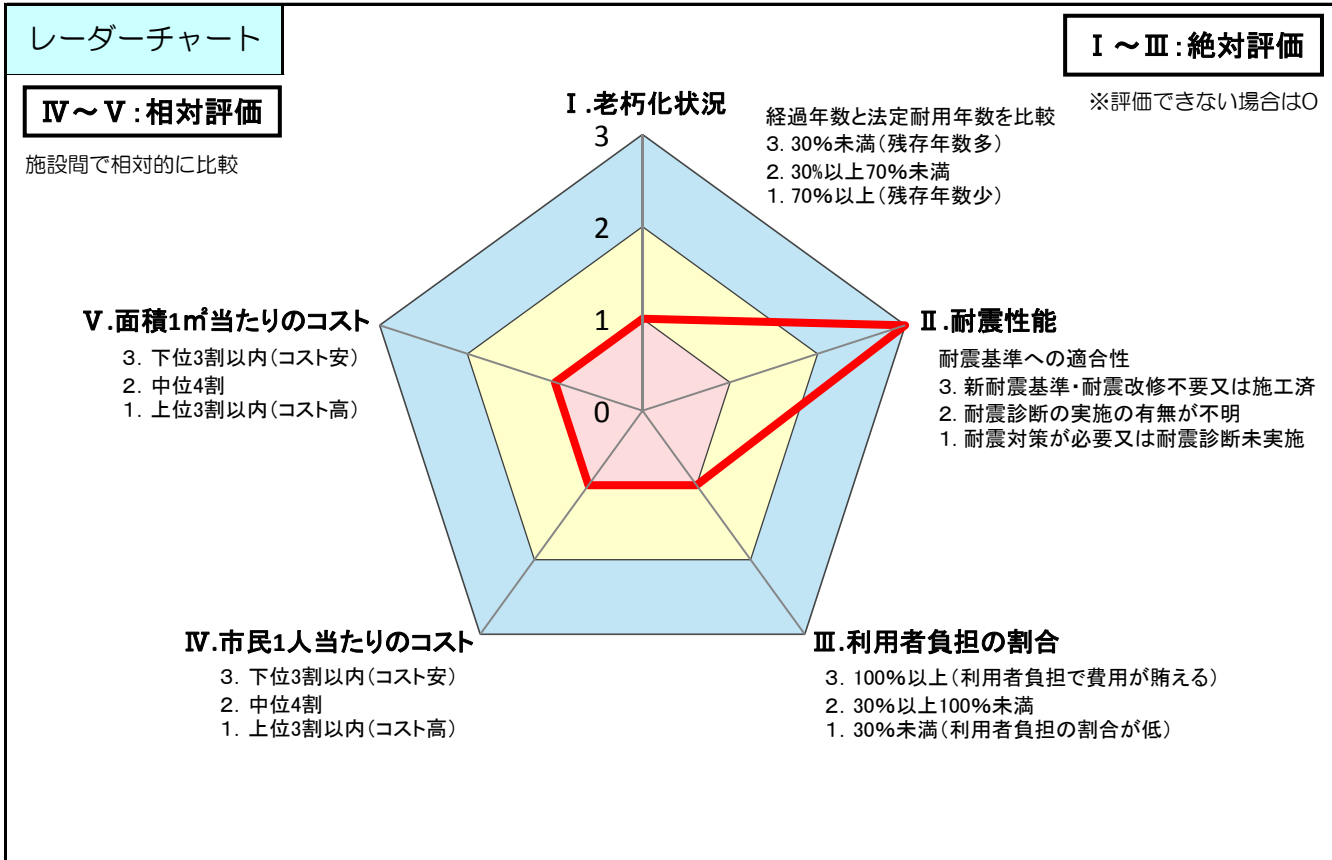 レーダーチャート
Ⅰ～Ⅲ:絶対評価
※評価できない場合は0
Ⅳ～Ⅴ:相対評価
施設間で相対的に比較
Ⅰ.老朽化状況
経過年数と法定耐用年数を比較
3. 30%未満(残存年数多)
2. 30%以上70%未満
1. 70%以上(残存年数少)
3
2
1
0
Ⅱ.耐震性能
耐震基準への適合性
3. 新耐震基準・耐震改修不要又は施工済
2. 耐震診断の実施の有無が不明
1. 耐震対策が必要又は耐震診断未実施
Ⅴ.面積1㎡当たりのコスト
3. 下位3割以内(コスト安)
2. 中位4割
1. 上位3割以内(コスト高)
Ⅳ.市民1人当たりのコスト
3. 下位3割以内(コスト安)
2. 中位4割
1. 上位3割以内(コスト高)
Ⅲ.利用者負担の割合
3. 100%以上(利用者負担で費用が賄える)
2. 30%以上100%未満
1. 30%未満(利用者負担の割合が低)